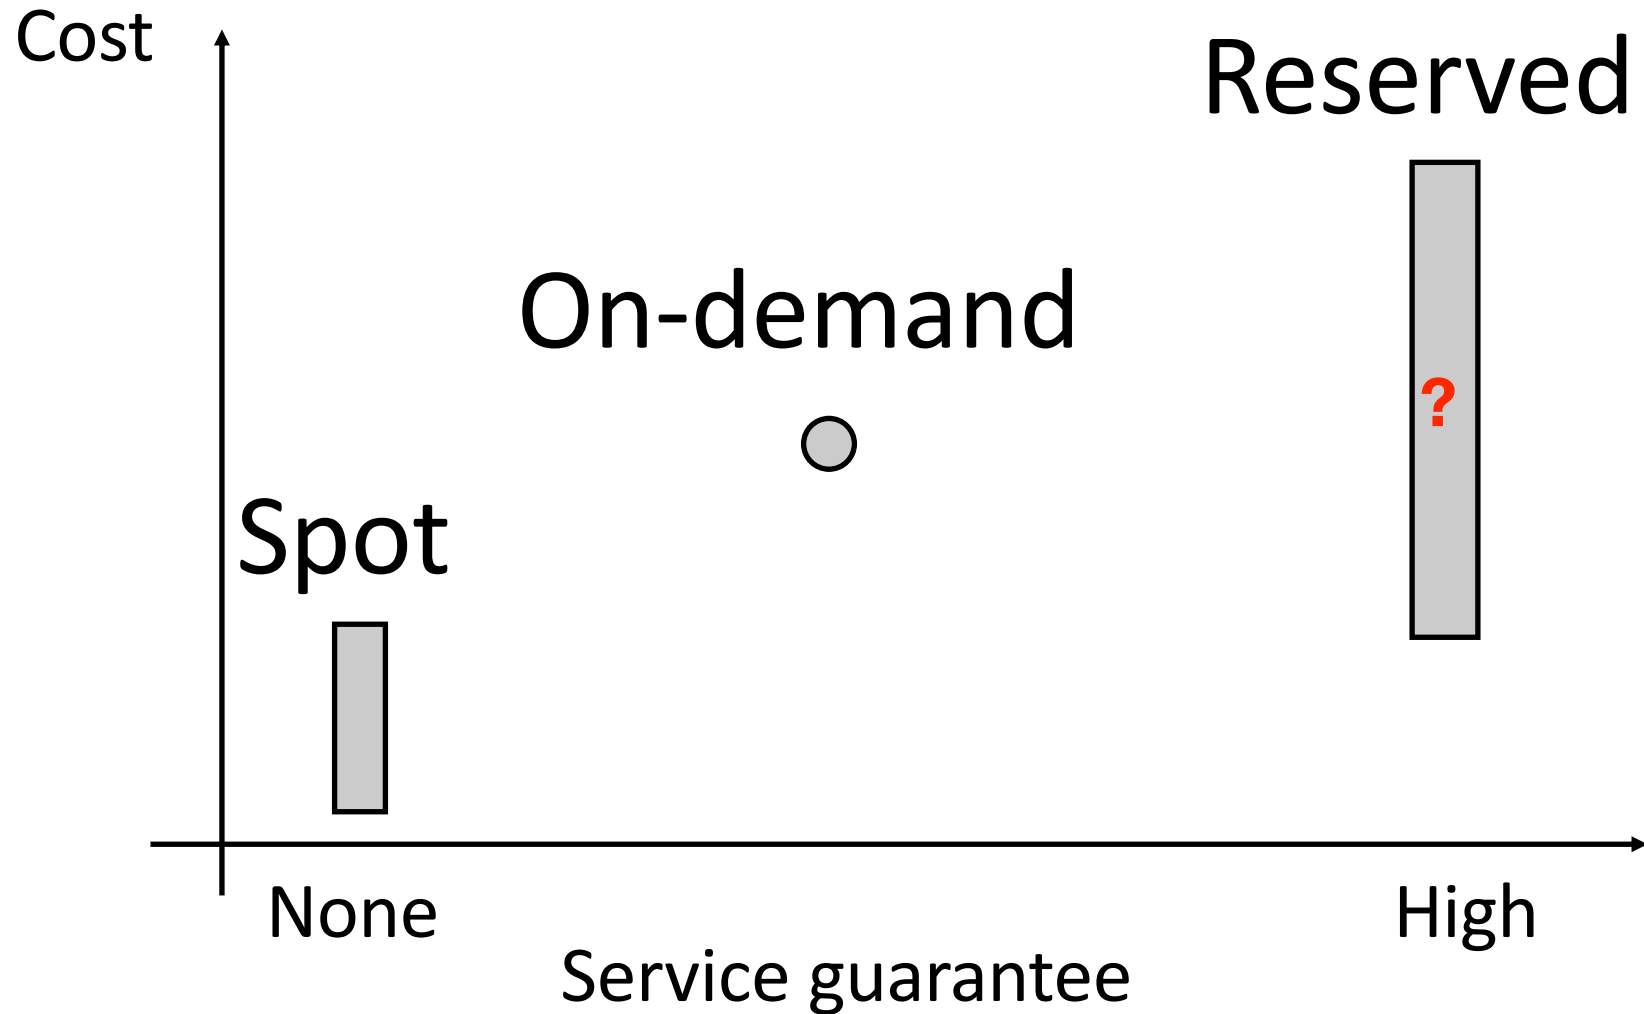 Cost
Reserved
On-demand
?
Spot
None
High
Service guarantee